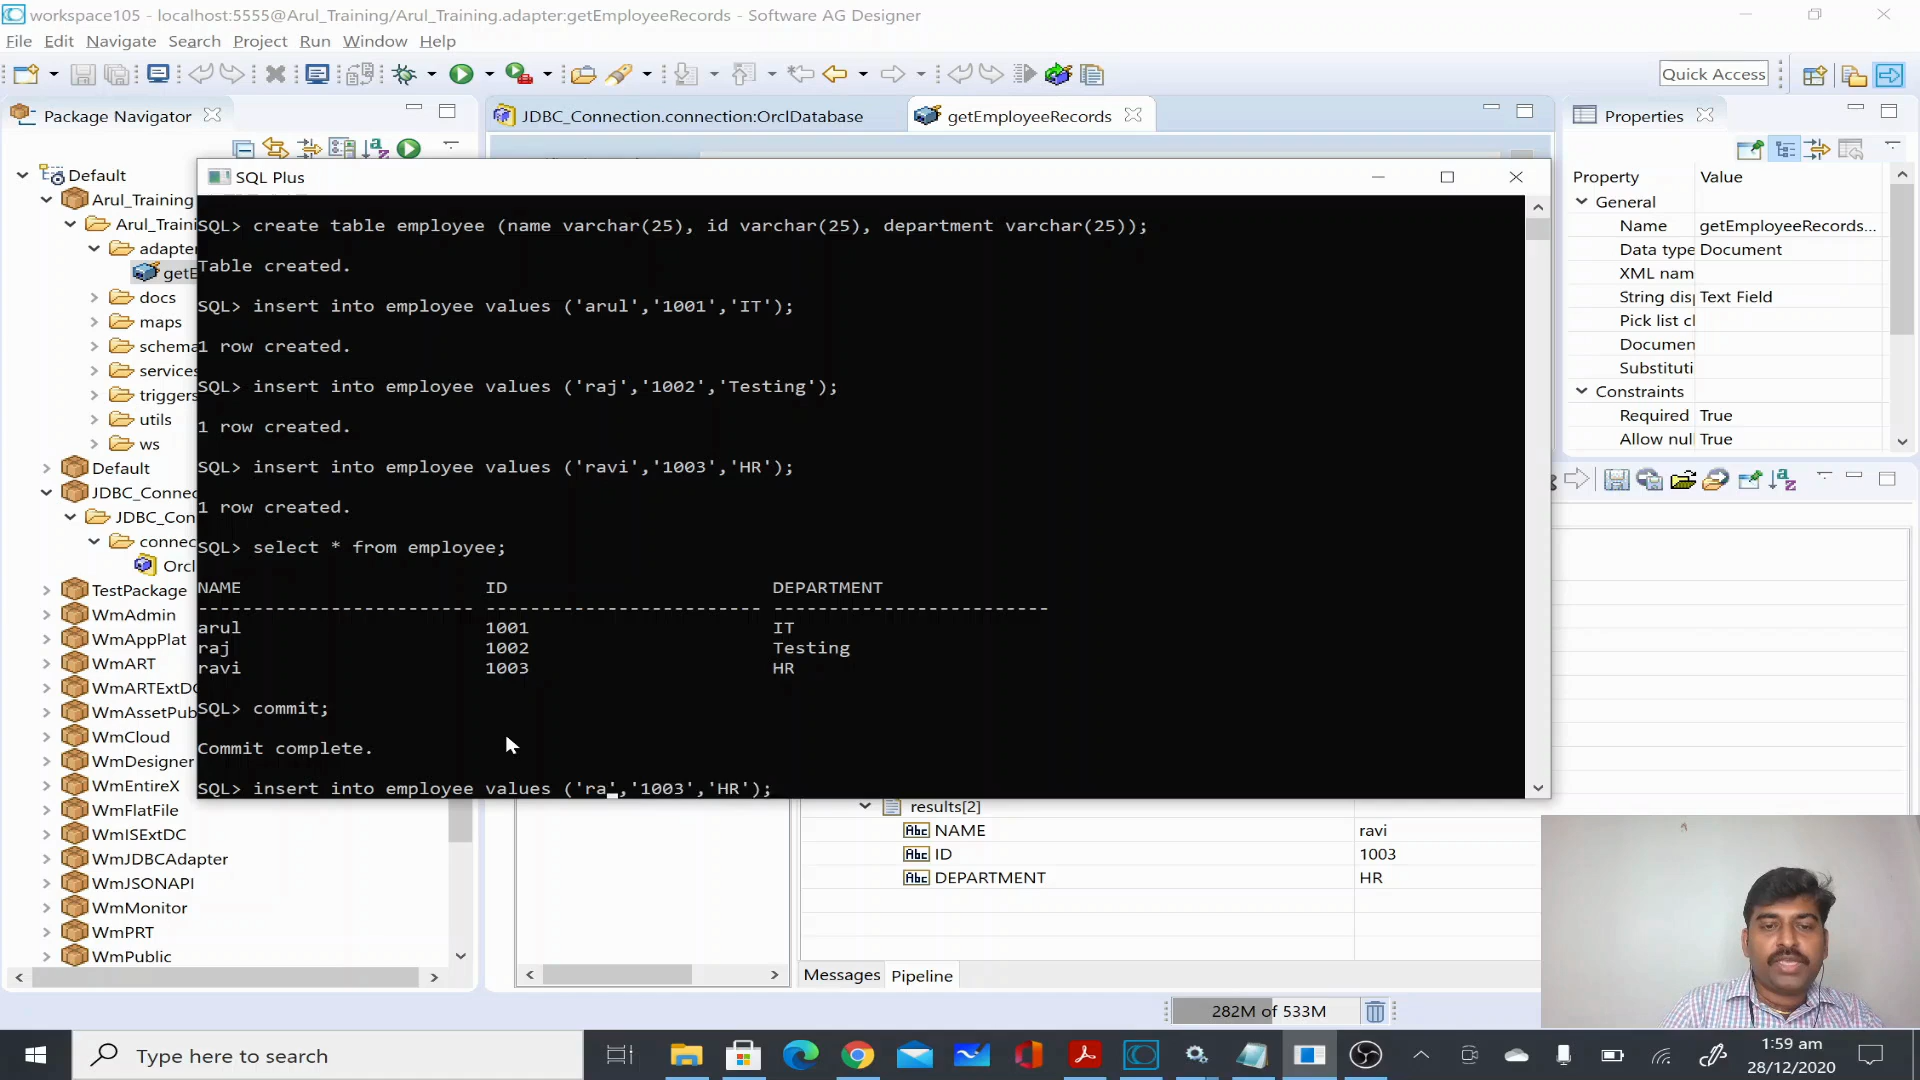 workspace105 - localhost:5555@Arul_Training/Arul_Training.adapter:getEmployeeRecords - Software AG Designer
File Edit Navigate Search Project Run Window Help
Quick Access
Package Navigator
JDBC_Connection.connection:OrclDatabase
getEmployeeRecords
Properties
Default
Arul_Training
Arul_Traini
adapter
getE
docs
maps
schema
services
triggers
utils
ws
Default
JDBC_Connec
JDBC_Con
connec
Orcl
TestPackage
WmAdmin
WmAppPlat
WmART
WmARTExtDC
WmAssetPub
WmCloud
WmDesigner
WmEntireX
WmFlatFile
WmISExtDC
WmJDBCAdapter
WmJSONAPI
WmMonitor
WmPRT
WmPublic
SQL Plus
SQL> create table employee (name varchar(25), id varchar(25), department varchar(25));
Table created.
SQL> insert into employee values ('arul','1001','IT');
1 row created.
SQL> insert into employee values ('raj','1002','Testing');
1 row created.
SQL> insert into employee values ('ravi','1003','HR');
1 row created.
SQL> select * from employee;
NAME ID DEPARTMENT
------------------------- ------------------------- -------------------------
arul 1001 IT
raj 1002 Testing
ravi 1003 HR
SQL> commit;
Commit complete.
SQL> insert into employee values ('ra','1003','HR');
Property Value
General
Name getEmployeeRecords...
Data type Document
XML nam
String dis Text Field
Pick list cl
Documen
Substituti
Constraints
Required True
Allow nul True
results[2]
NAME ravi
ID 1003
DEPARTMENT HR
Messages Pipeline
282M of 533M
Type here to search
1:59 am
28/12/2020